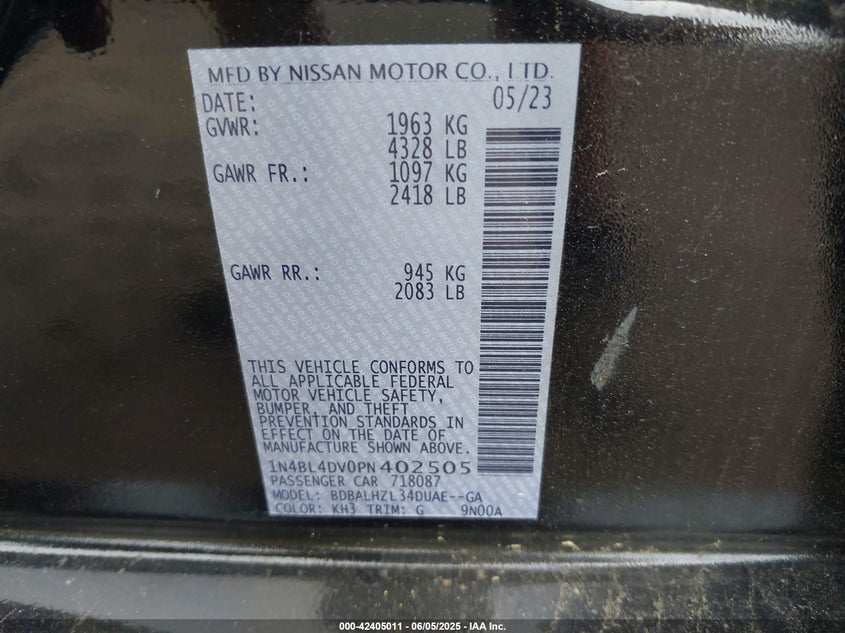 MFD BY NISSAN MOTOR CO., LTD.
DATE: 05/23
GVWR: 1963 KG
4328 LB
GAWR FR.: 1097 KG
2418 LB
GAWR RR.: 945 KG
2083 LB
THIS VEHICLE CONFORMS TO
ALL APPLICABLE FEDERAL
MOTOR VEHICLE SAFETY,
BUMPER, AND THEFT
PREVENTION STANDARDS IN
EFFECT ON THE DATE OF
MANUFACTURE SHOWN ABOVE.
1N4BL4DV0PN402505
PASSENGER CAR 718087
MODEL: BDBALHZL34DUAE--GA
COLOR: KH3 TRIM: G 9N00A
000-42405011 - 06/05/2025 - IAA Inc.